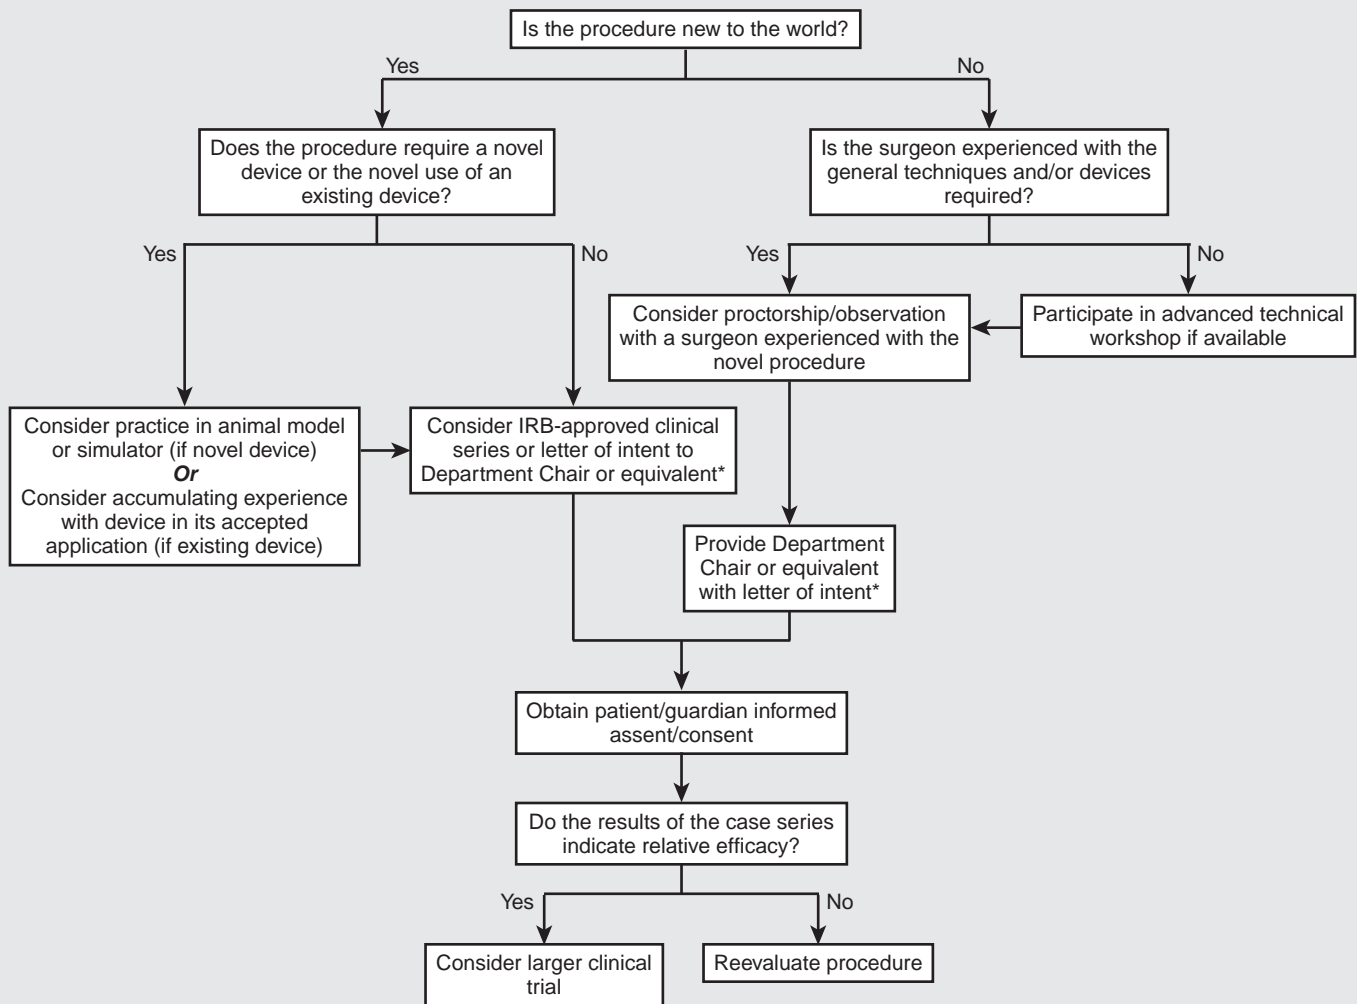 Is the procedure new to the world?
Yes
No
Does the procedure require a novel
device or the novel use of an
existing device?
Is the surgeon experienced with the
general techniques and/or devices
required?
Yes
No
Yes
No
Consider proctorship/observation
with a surgeon experienced with the
novel procedure
Participate in advanced technical
workshop if available
Consider practice in animal model
or simulator (if novel device)
Or
Consider accumulating experience
with device in its accepted
application (if existing device)
Consider IRB-approved clinical
series or letter of intent to
Department Chair or equivalent*
Provide Department
Chair or equivalent
with letter of intent*
Obtain patient/guardian informed
assent/consent
Do the results of the case series
indicate relative efficacy?
Yes
No
Consider larger clinical
trial
Reevaluate procedure